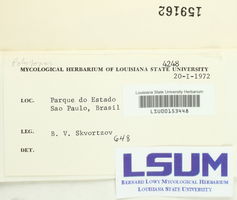 159162
Polyporus
4248
MYCOLOGICAL HERBARIUM OF LOUISIANA STATE UNIVERSITY
20-I-1972
Louisiana State University Herbarium
LSU00153448
LOC. Parque do Estado
Sao Paulo, Brasil
LEG. B. V. Skvortzov
648
DET.
LSUM
BERNARD LOWY MYCOLOGICAL HERBARIUM
LOUISIANA STATE UNIVERSITY